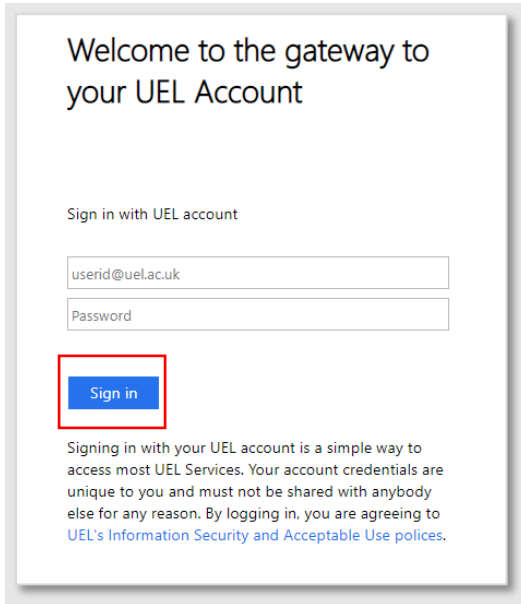 Welcome to the gateway to
your UEL Account
Sign in with UEL account
userid@uel.ac.uk
Password
Sign in
Signing in with your UEL account is a simple way to
access most UEL Services. Your account credentials are
unique to you and must not be shared with anybody
else for any reason. By logging in, you are agreeing to
UEL's Information Security and Acceptable Use polices.